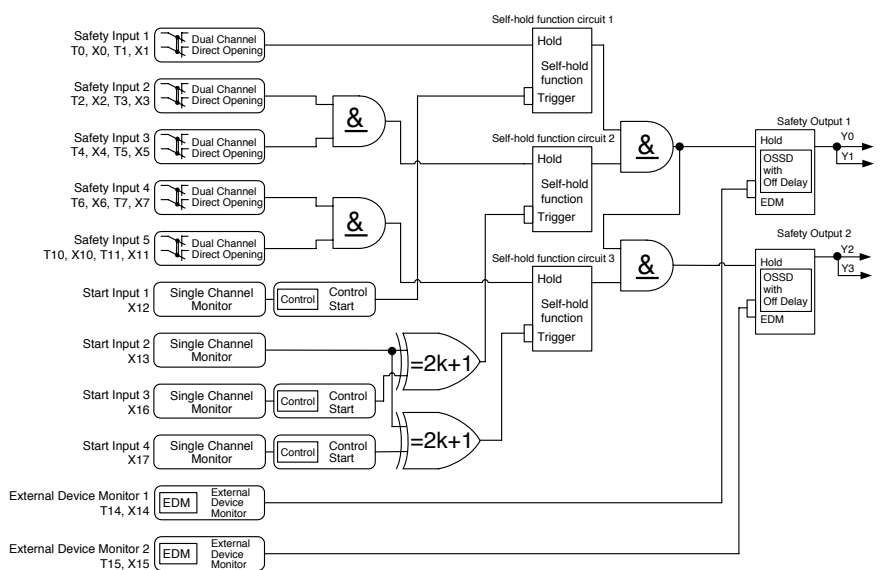 Self-hold function circuit 1
Safety Input 1
T0, X0, T1, X1
Dual Channel
Direct Opening
Hold
Self-hold
function
Trigger
Safety Input 2
T2, X2, T3, X3
Dual Channel
Direct Opening
&
Safety Input 3
T4, X4, T5, X5
Dual Channel
Direct Opening
Self-hold function circuit 2
Hold
Self-hold
function
Trigger
&
Safety Output 1
Hold
OSSD
with
Off Delay
EDM
Y0
Y1
Safety Input 4
T6, X6, T7, X7
Dual Channel
Direct Opening
&
Safety Input 5
T10, X10, T11, X11
Dual Channel
Direct Opening
Self-hold function circuit 3
Hold
Self-hold
function
Trigger
&
Safety Output 2
Hold
OSSD
with
Off Delay
EDM
Y2
Y3
Start Input 1
X12
Single Channel
Monitor
Control
Control
Start
Start Input 2
X13
Single Channel
Monitor
=2k+1
Start Input 3
X16
Single Channel
Monitor
Control
Control
Start
Start Input 4
X17
Single Channel
Monitor
Control
Control
Start
=2k+1
External Device Monitor 1
T14, X14
EDM
External
Device
Monitor
External Device Monitor 2
T15, X15
EDM
External
Device
Monitor